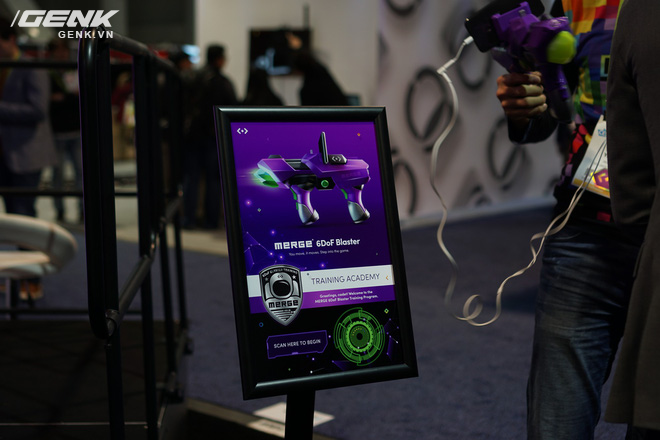 /GENK
GENK.VN
MERGE 6DoF Blaster
You move, it moves. Step into the game.
TRAINING ACADEMY
MERGE
Greetings, cadet! Welcome to the
MERGE 6DoF Blaster Training Program.
SCAN HERE TO BEGIN